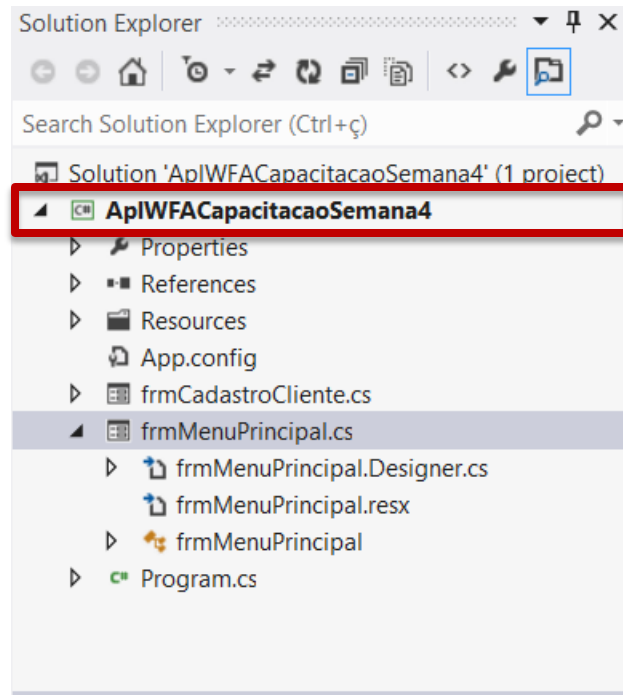 Solution Explorer
Search Solution Explorer (Ctrl+ç)
Solution 'AplWFACapacitacaoSemana4' (1 project)
C# AplWFACapacitacaoSemana4
Properties
References
Resources
App.config
frmCadastroCliente.cs
frmMenuPrincipal.cs
frmMenuPrincipal.Designer.cs
frmMenuPrincipal.resx
frmMenuPrincipal
C# Program.cs